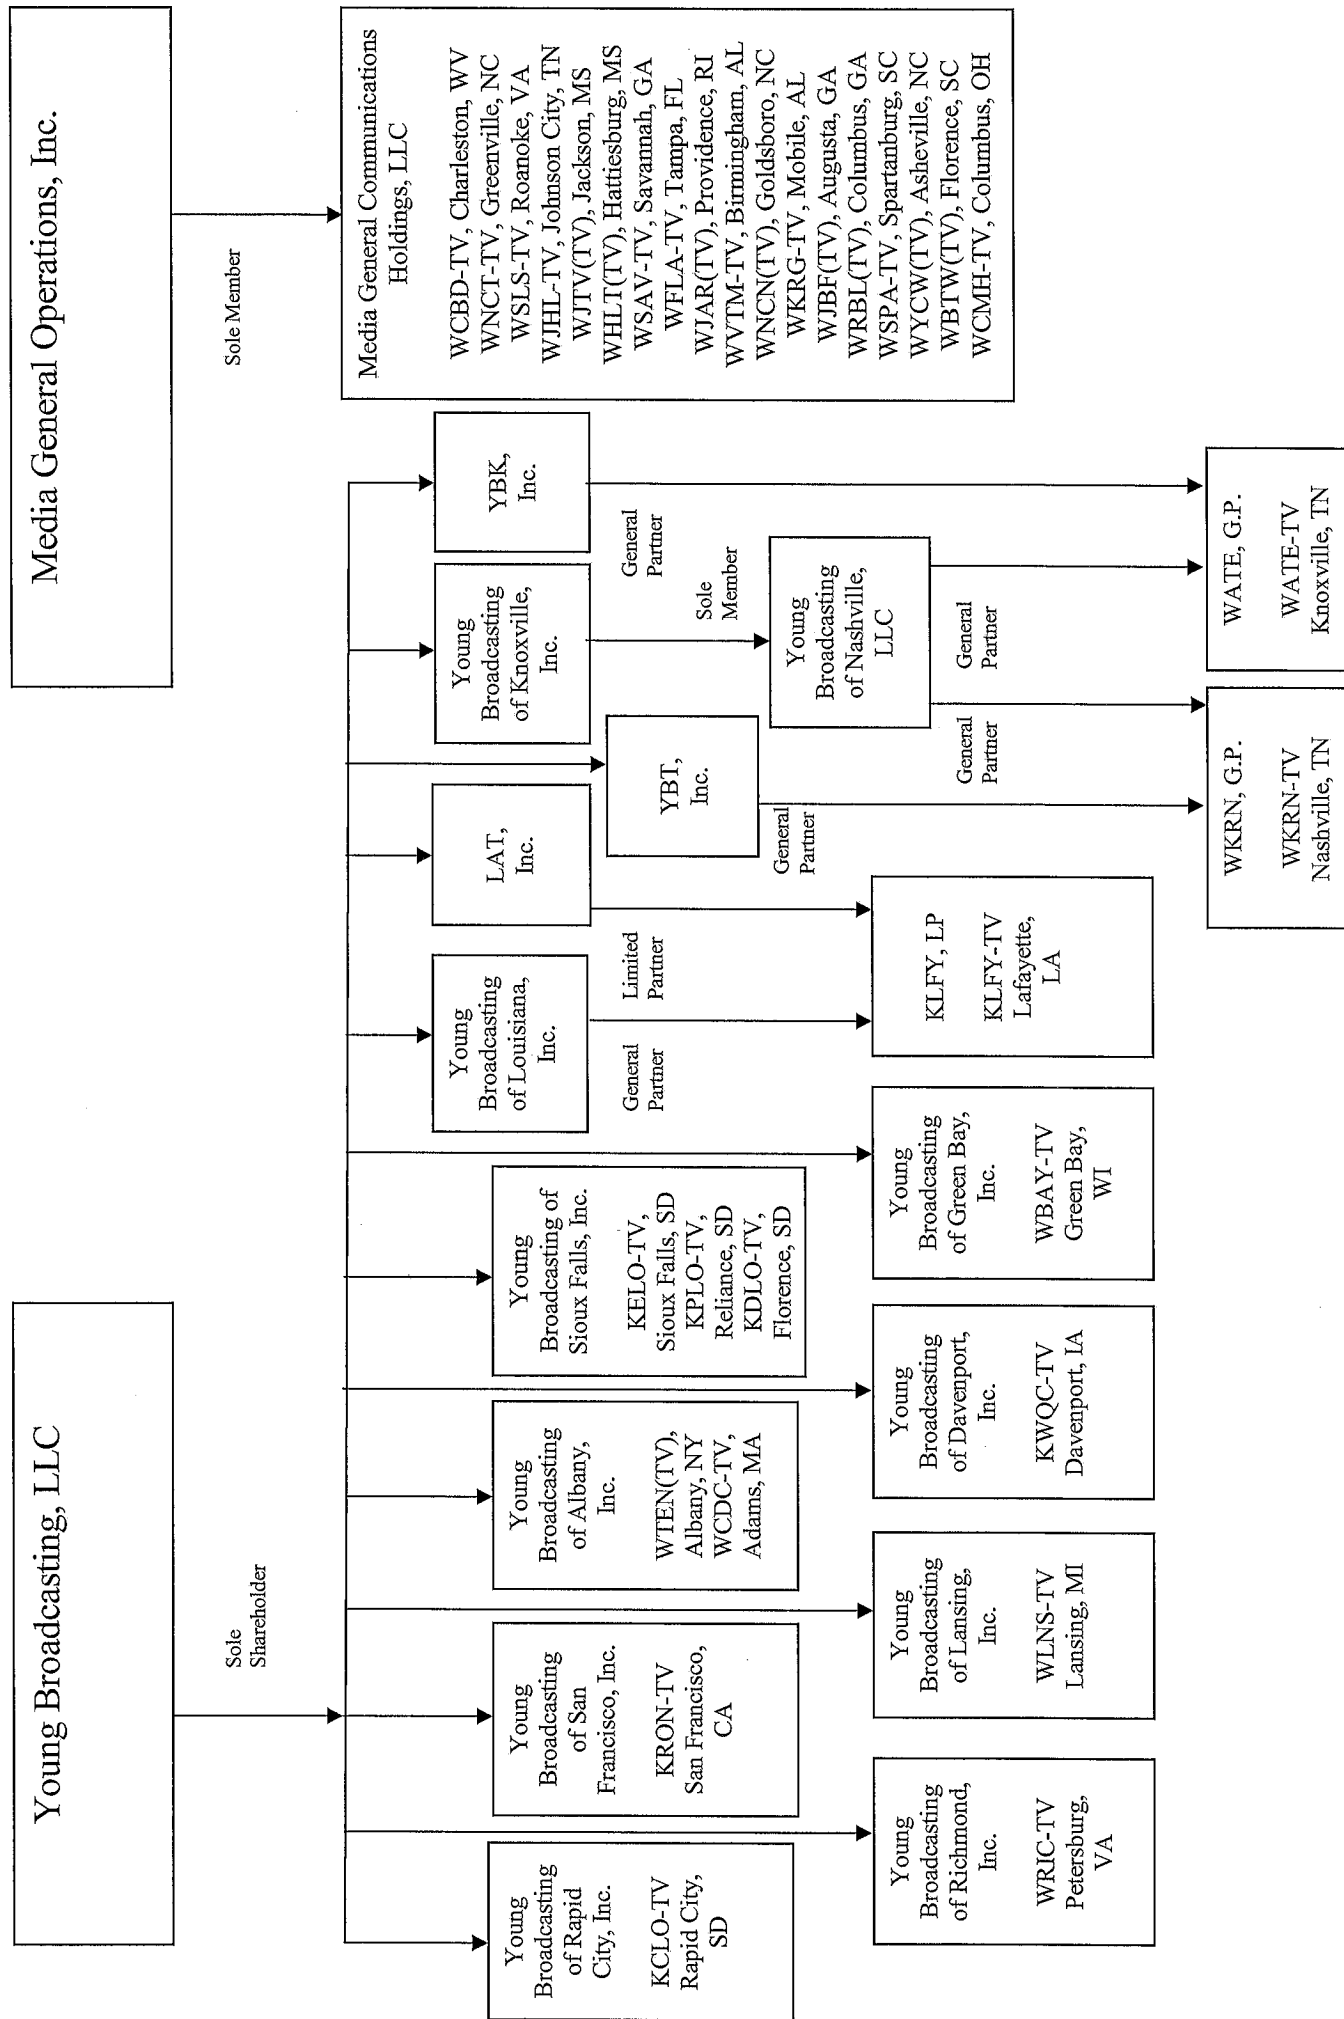 Young Broadcasting, LLC
Media General Operations, Inc.
Sole
Shareholder
Sole Member
Young
Broadcasting
of Rapid
City, Inc.
KCLO-TV
Rapid City,
SD
Young
Broadcasting
of San
Francisco, Inc.
KRON-TV
San Francisco,
CA
Young
Broadcasting
of Albany,
Inc.
WTEN(TV),
Albany, NY
WCDC-TV,
Adams, MA
Young
Broadcasting of
Sioux Falls, Inc.
KELO-TV,
Sioux Falls, SD
KPLO-TV,
Reliance, SD
KDLO-TV,
Florence, SD
Young
Broadcasting
of Louisiana,
Inc.
LAT,
Inc.
YBT,
Inc.
Young
Broadcasting
of Knoxville,
Inc.
YBK,
Inc.
Media General Communications
Holdings, LLC
WCBD-TV, Charleston, WV
WNCT-TV, Greenville, NC
WSLS-TV, Roanoke, VA
WJHL-TV, Johnson City, TN
WJTV(TV), Jackson, MS
WHLT(TV), Hattiesburg, MS
WSAV-TV, Savannah, GA
WFLA-TV, Tampa, FL
WJAR(TV), Providence, RI
WVTM-TV, Birmingham, AL
WNCN(TV), Goldsboro, NC
WKRG-TV, Mobile, AL
WJBF(TV), Augusta, GA
WRBL(TV), Columbus, GA
WSPA-TV, Spartanburg, SC
WYCW(TV), Asheville, NC
WBTW(TV), Florence, SC
WCMH-TV, Columbus, OH
General
Partner
Limited
Partner
General
Partner
General
Partner
Sole
Member
Young
Broadcasting
of Nashville,
LLC
General
Partner
General
Partner
Young
Broadcasting
of Richmond,
Inc.
WRIC-TV
Petersburg,
VA
Young
Broadcasting
of Lansing,
Inc.
WLNS-TV
Lansing, MI
Young
Broadcasting
of Davenport,
Inc.
KWQC-TV
Davenport, IA
Young
Broadcasting
of Green Bay,
Inc.
WBAY-TV
Green Bay,
WI
KLFY, LP
KLFY-TV
Lafayette,
LA
WKRN, G.P.
WKRN-TV
Nashville, TN
WATE, G.P.
WATE-TV
Knoxville, TN